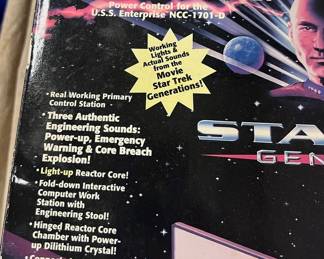 Power Control for the
U.S.S. Enterprise NCC-1701-D
Working
Lights &
Actual Sounds
from the
Movie
Star Trek
Generations!
• Real Working Primary
Control Station
• Three Authentic
Engineering Sounds:
Power-up, Emergency
Warning & Core Breach
Explosion!
• Light-up Reactor Core!
• Fold-down Interactive
Computer Work
Station with
Engineering Stool!
• Hinged Reactor Core
Chamber with Power-
up Dilithium Crystal!
STA
GEN